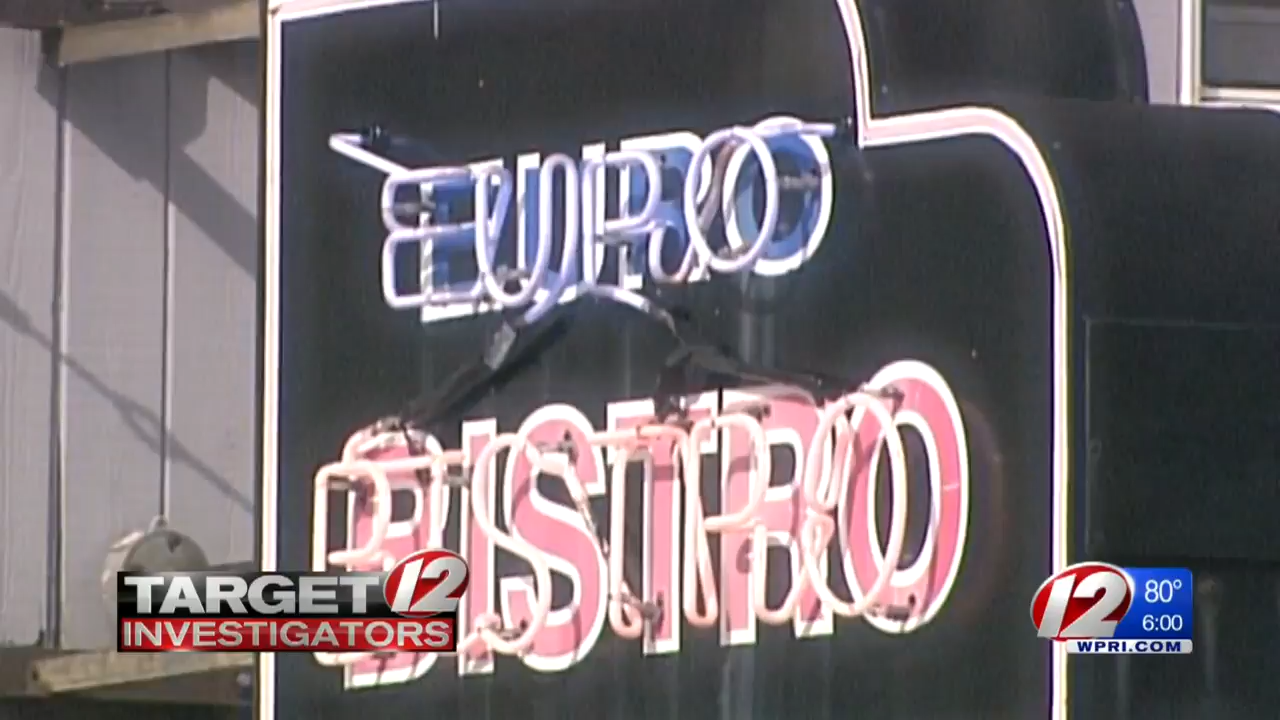 EURO
BISTRO
TARGET 12
INVESTIGATORS
12
80°
6:00
WPRI.COM